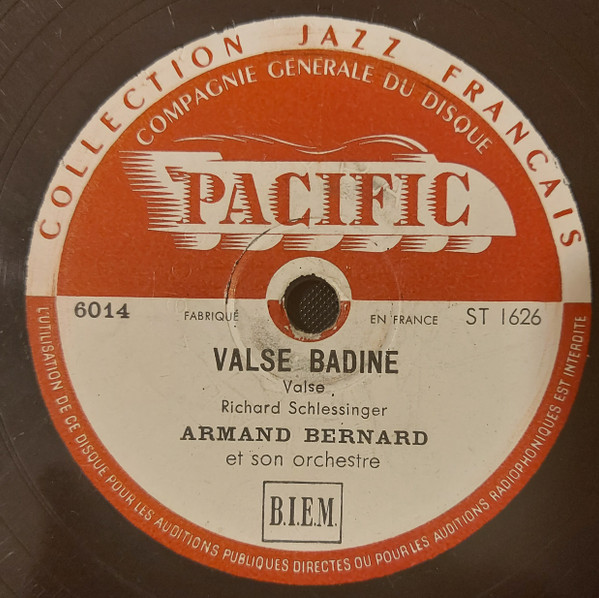 COLLECTION JAZZ FRANÇAIS
COMPAGNIE GÉNÉRALE DU DISQUE
PACIFIC
6014 FABRIQUÉ EN FRANCE ST 1626
VALSE BADINE
Valse
Richard Schlessinger
ARMAND BERNARD
et son orchestre
B.I.E.M.
L'UTILISATION DE CE DISQUE POUR LES AUDITIONS PUBLIQUES DIRECTES OU POUR LES AUDITIONS RADIOPHONIQUES EST INTERDITE